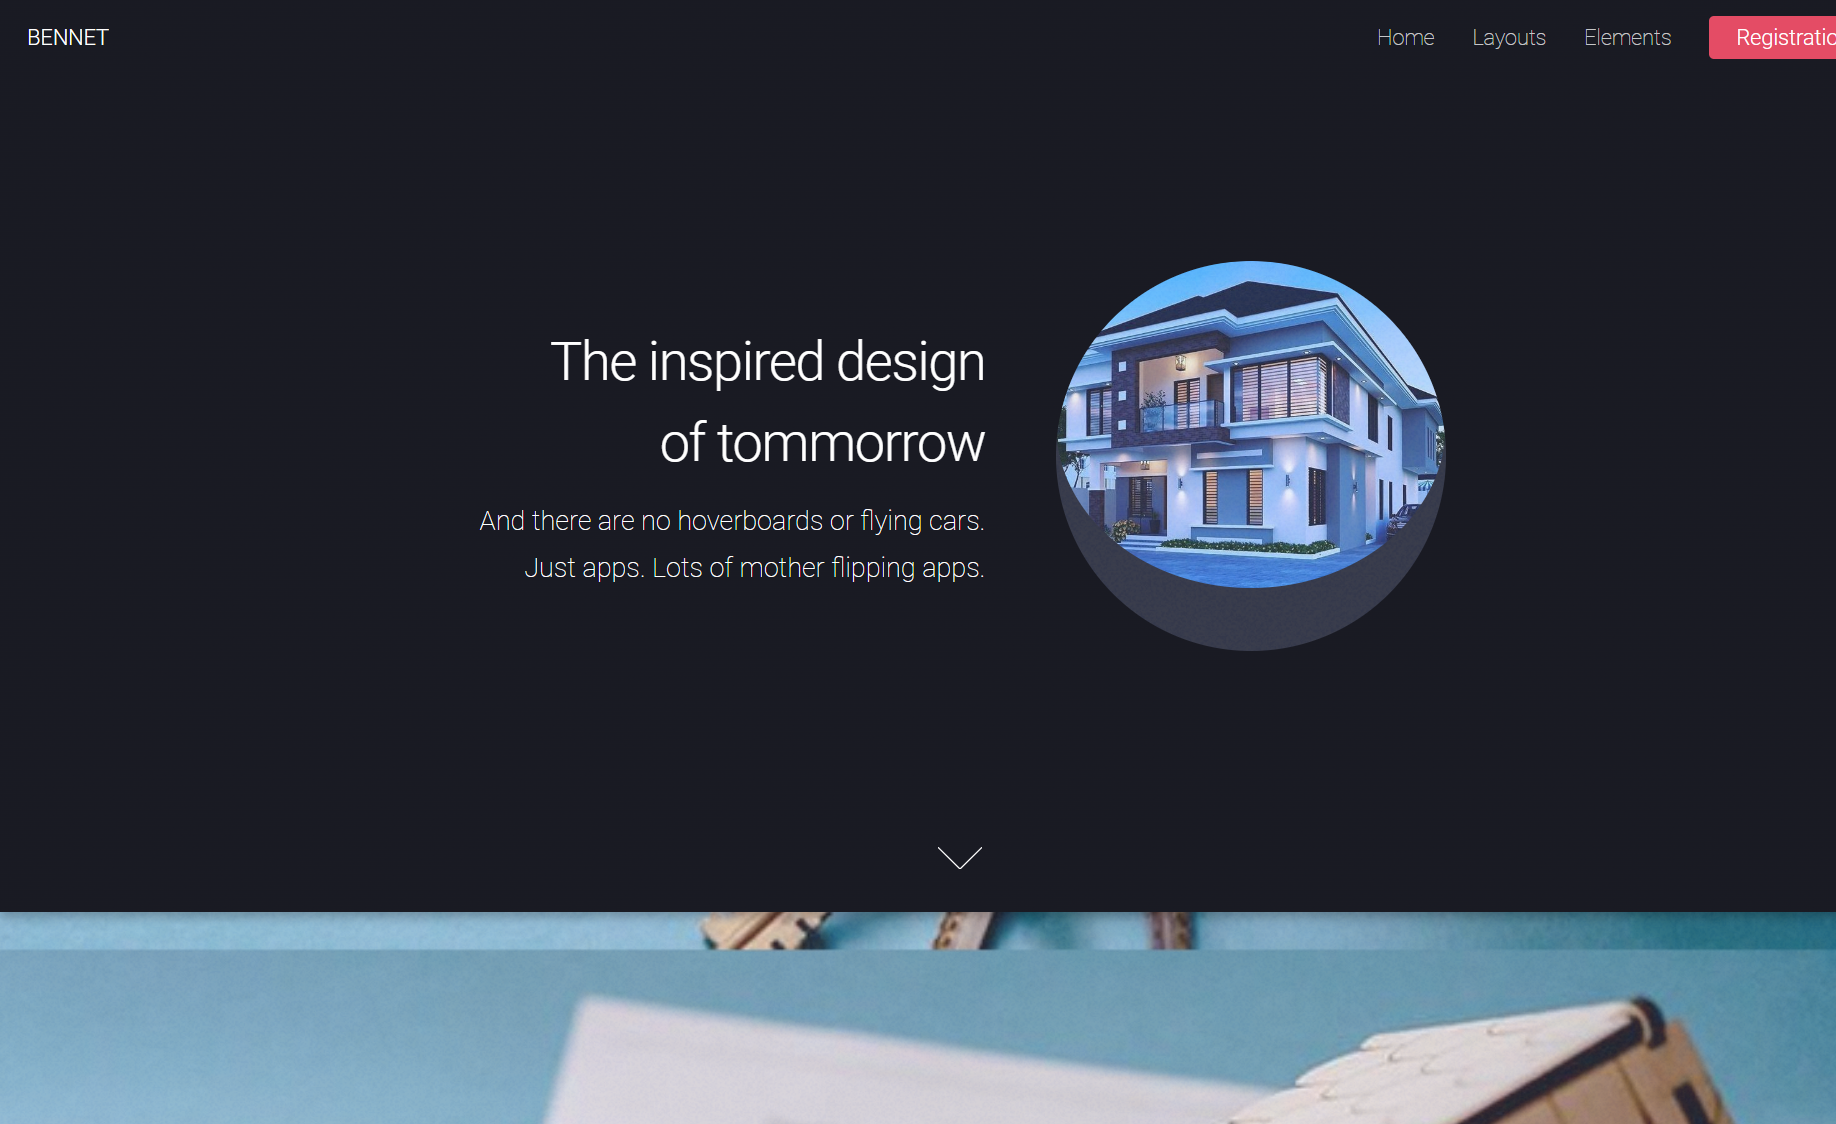 BENNET
Home Layouts Elements Registratio
The inspired design
of tommorrow
And there are no hoverboards or flying cars.
Just apps. Lots of mother flipping apps.